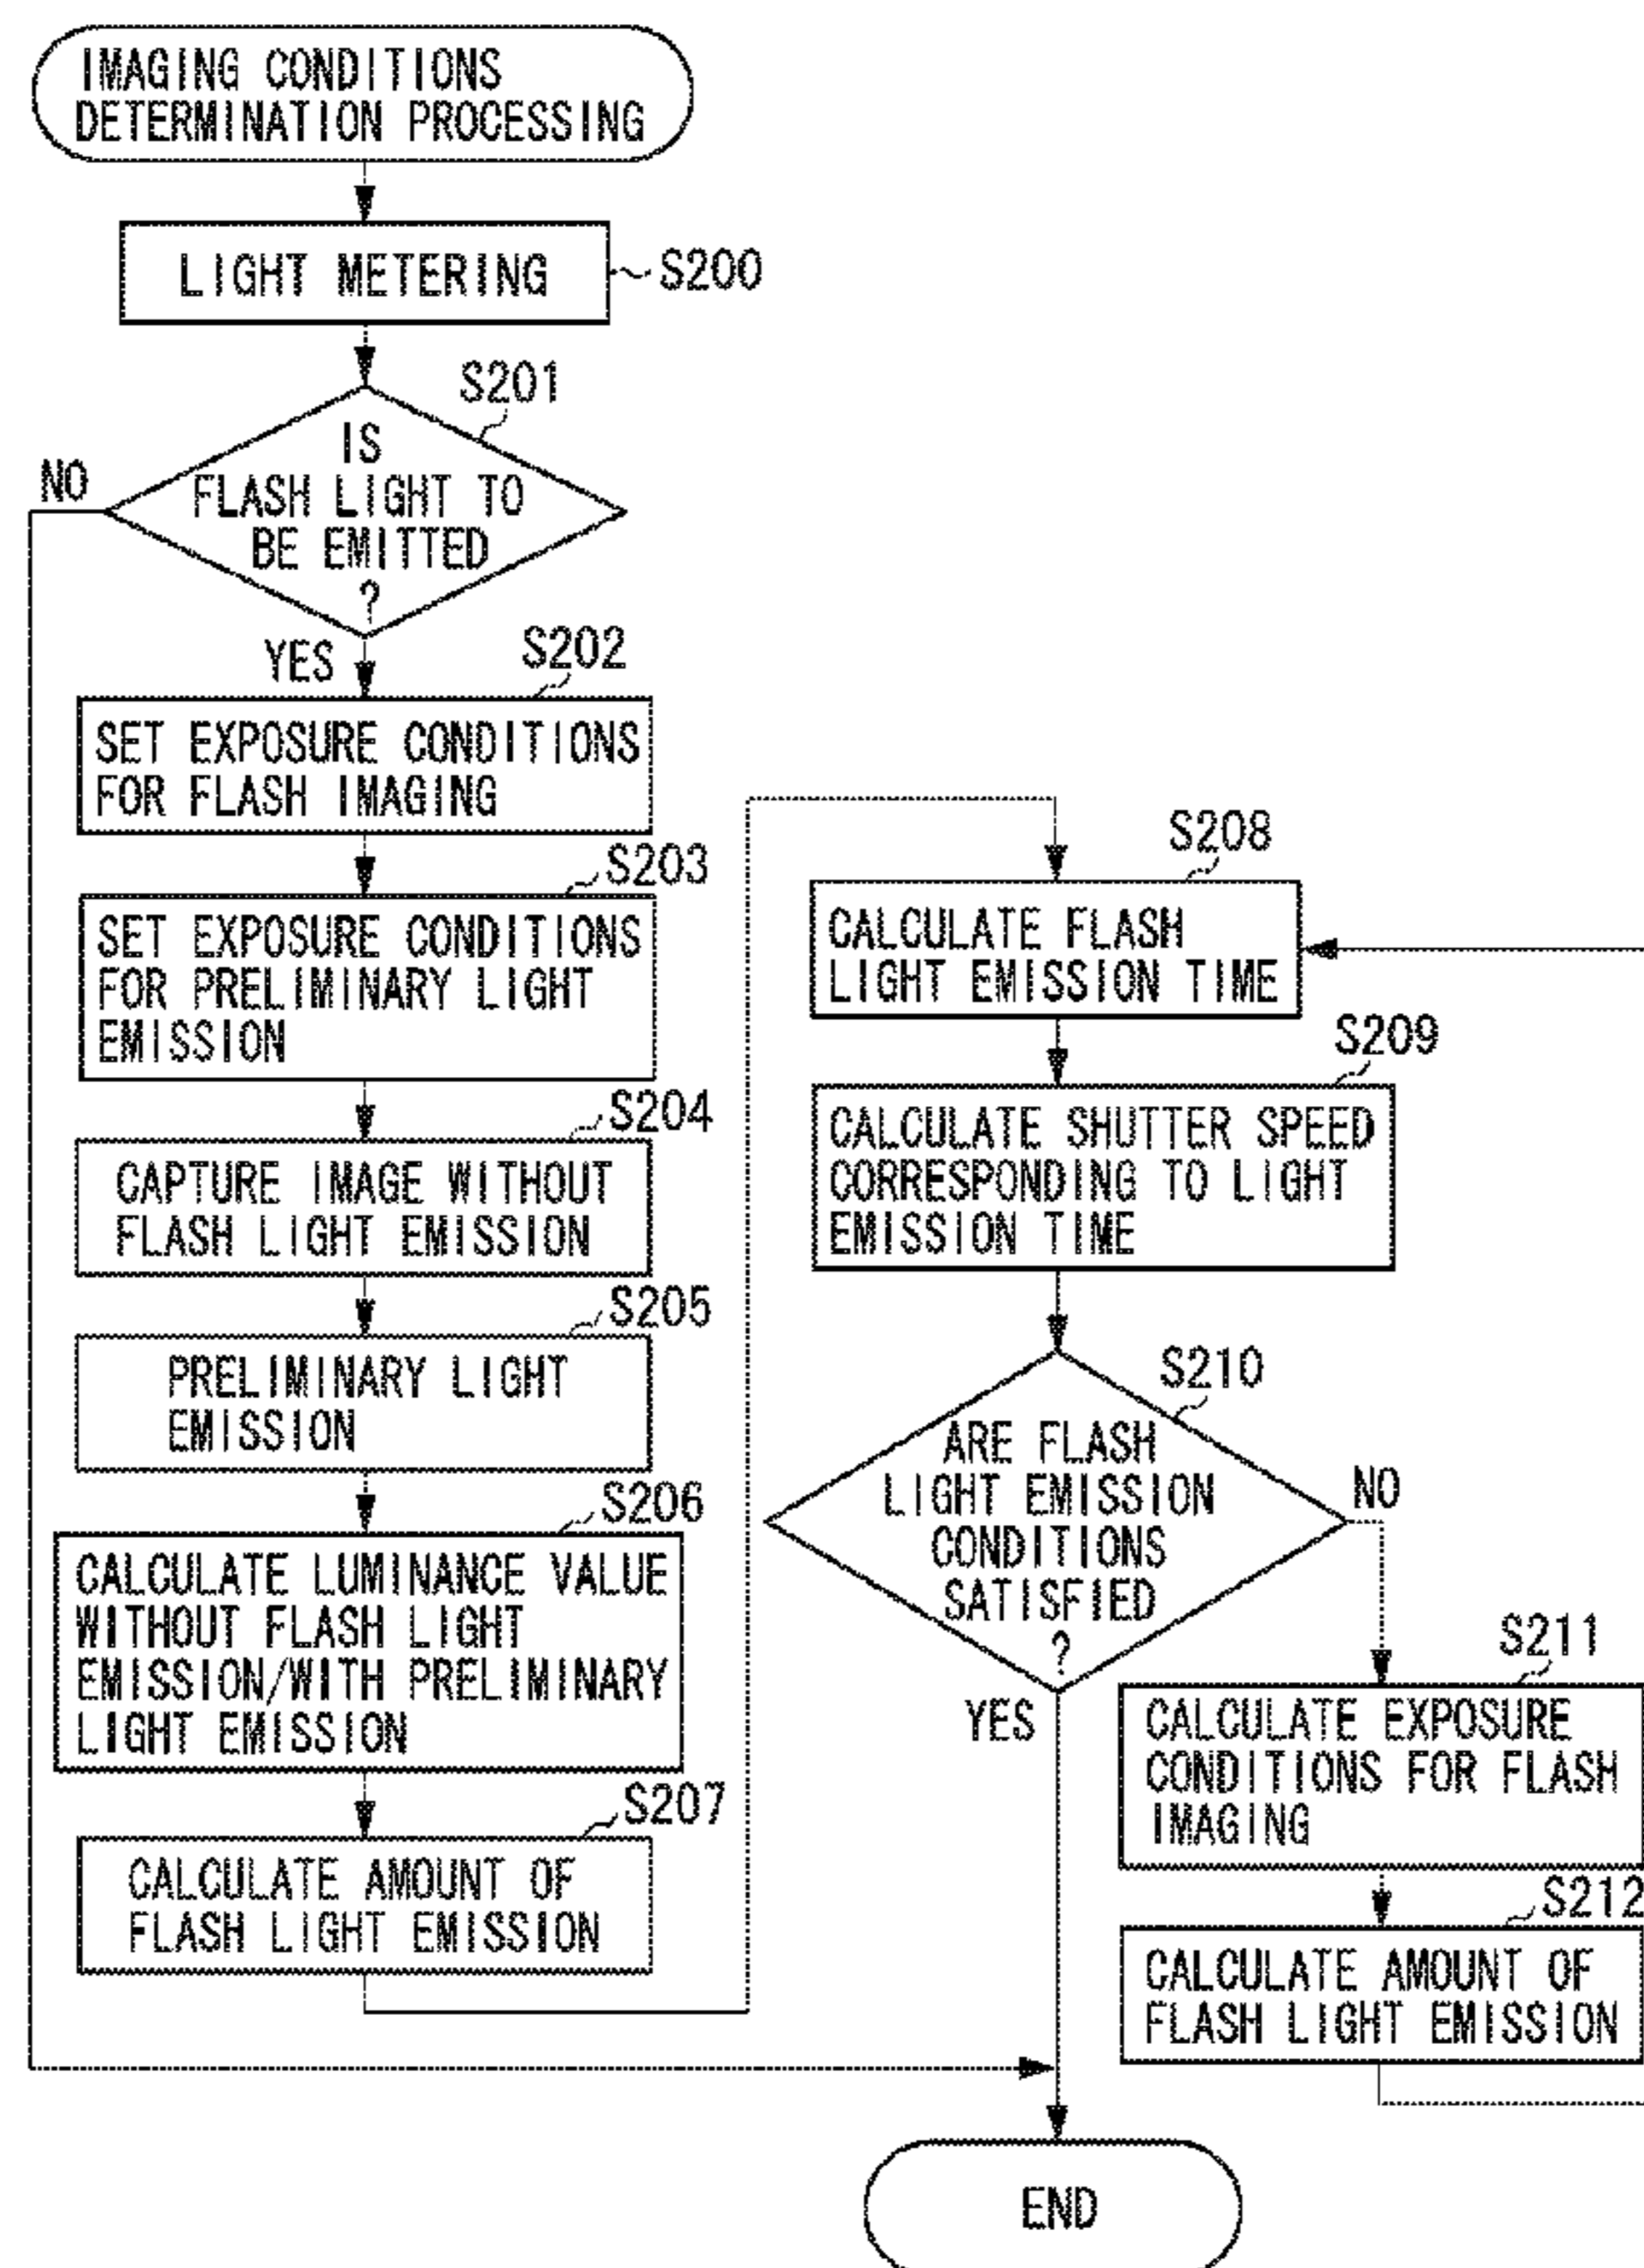 IMAGING CONDITIONS
DETERMINATION PROCESSING
LIGHT METERING
S200
S201
IS
FLASH LIGHT TO
BE EMITTED
?
NO
YES
S202
SET EXPOSURE CONDITIONS
FOR FLASH IMAGING
S203
SET EXPOSURE CONDITIONS
FOR PRELIMINARY LIGHT
EMISSION
S204
CAPTURE IMAGE WITHOUT
FLASH LIGHT EMISSION
S205
PRELIMINARY LIGHT
EMISSION
S206
CALCULATE LUMINANCE VALUE
WITHOUT FLASH LIGHT
EMISSION/WITH PRELIMINARY
LIGHT EMISSION
S207
CALCULATE AMOUNT OF
FLASH LIGHT EMISSION
S208
CALCULATE FLASH
LIGHT EMISSION TIME
S209
CALCULATE SHUTTER SPEED
CORRESPONDING TO LIGHT
EMISSION TIME
S210
ARE FLASH
LIGHT EMISSION
CONDITIONS
SATISFIED
?
NO
YES
S211
CALCULATE EXPOSURE
CONDITIONS FOR FLASH
IMAGING
S212
CALCULATE AMOUNT OF
FLASH LIGHT EMISSION
END